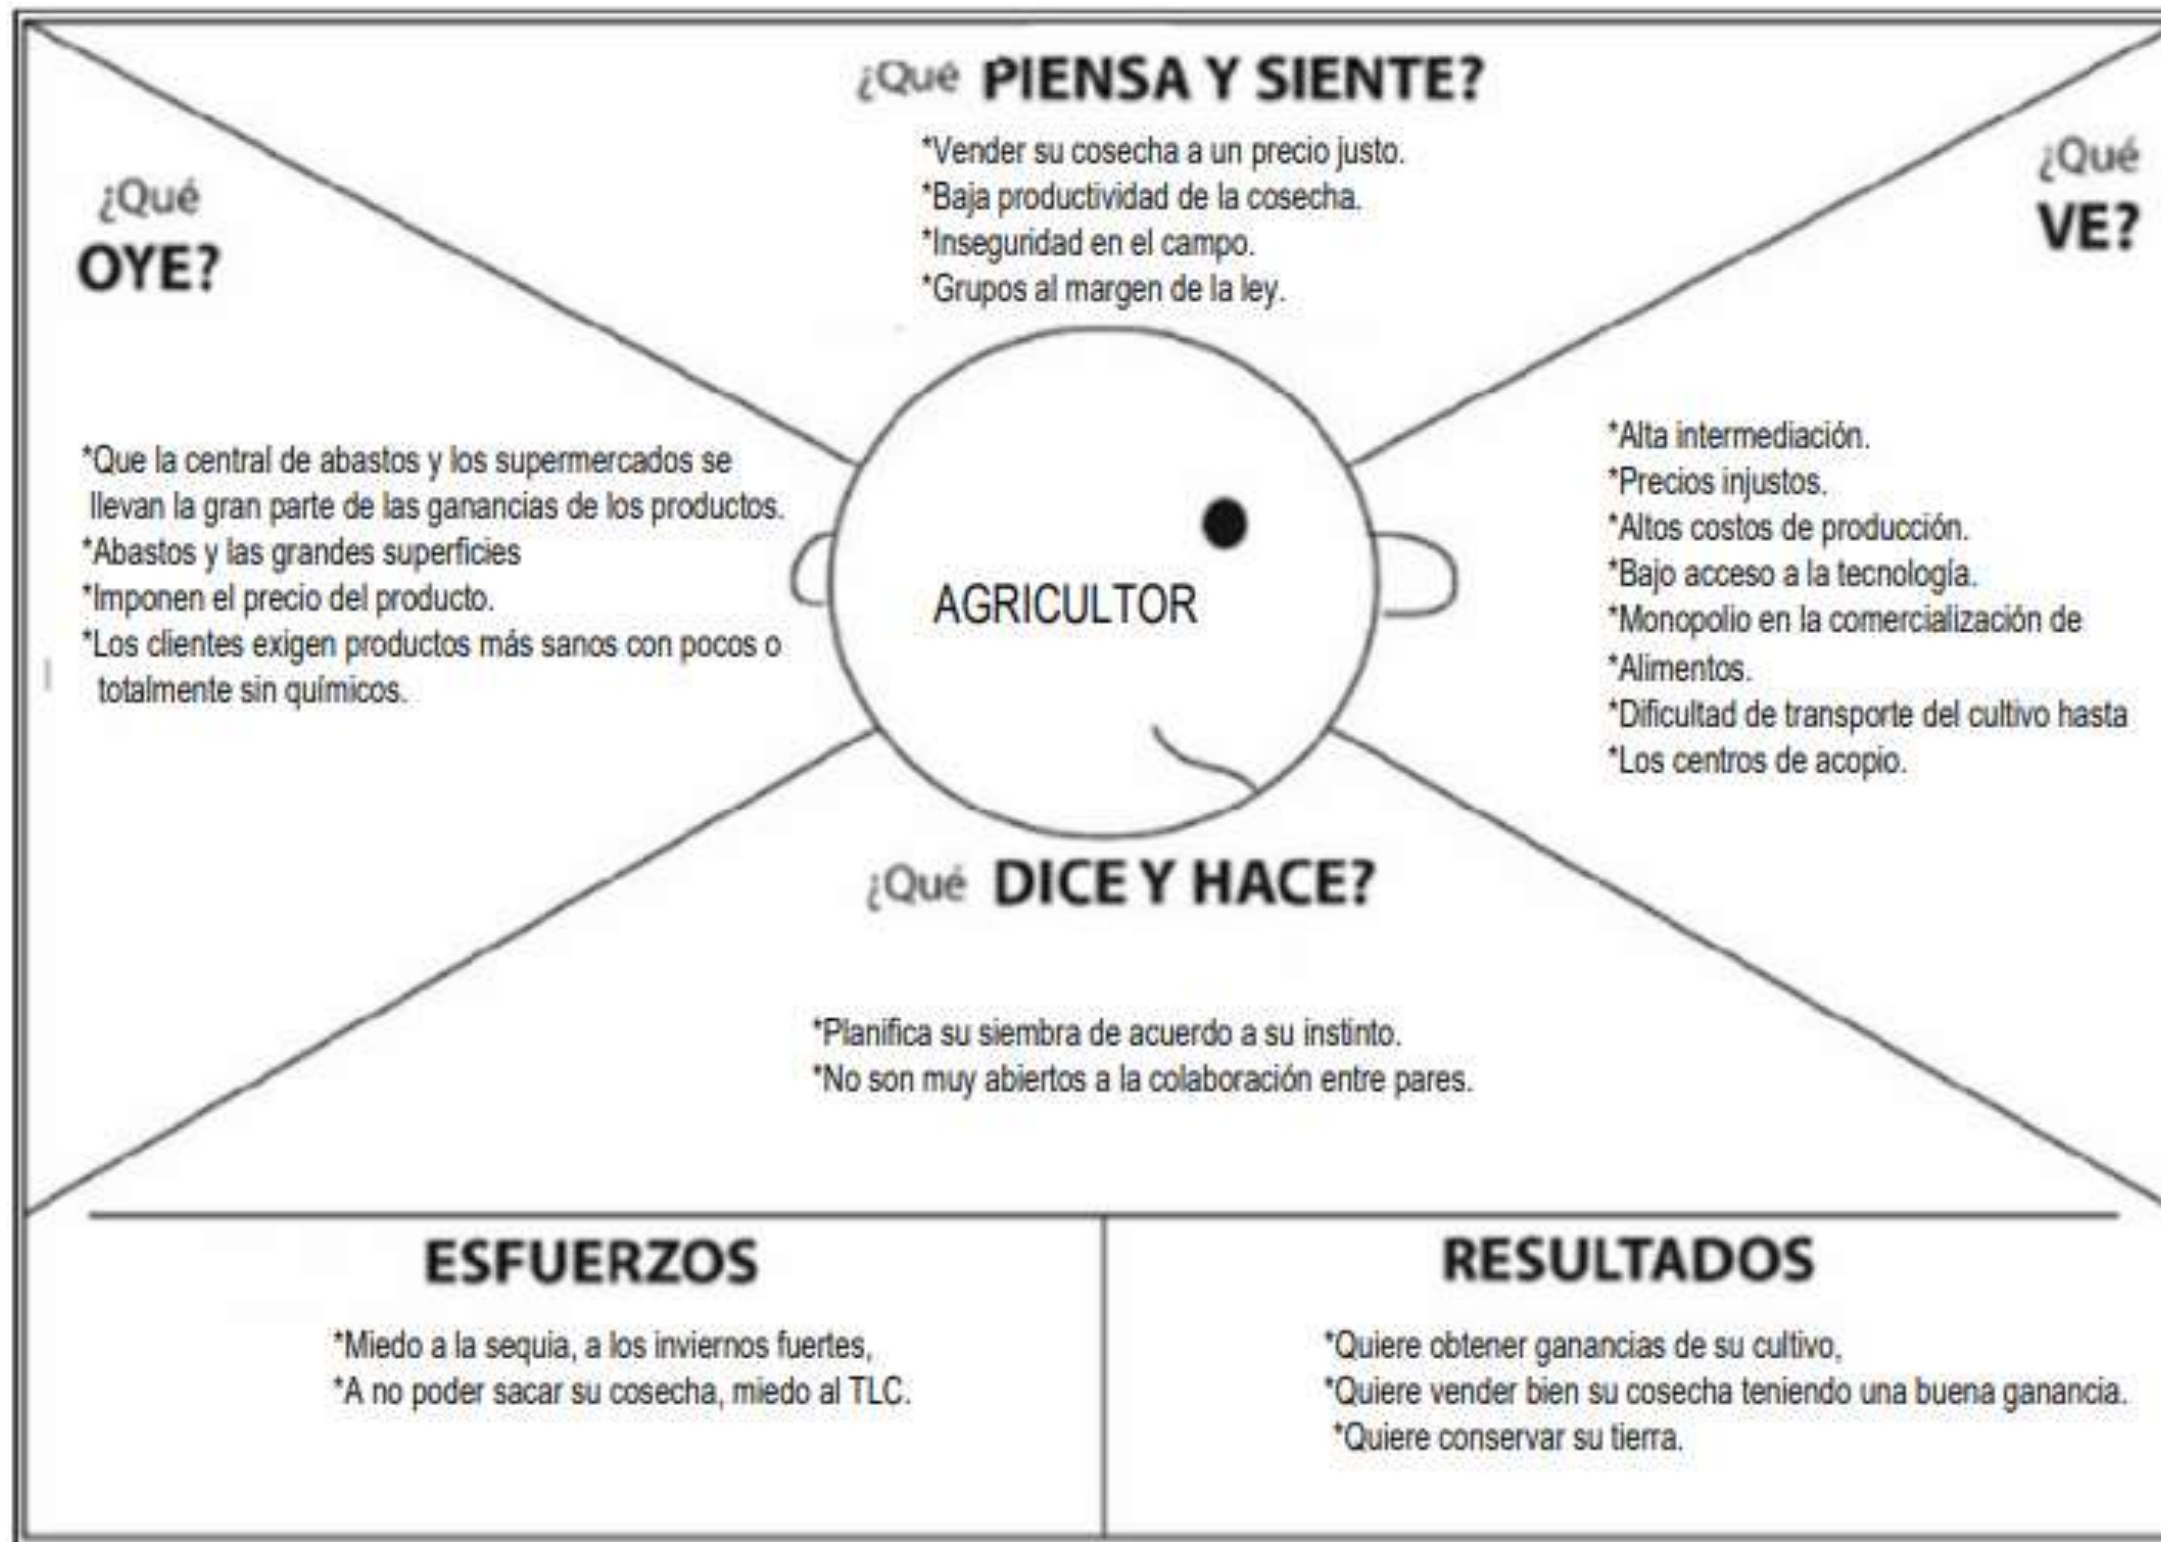 ¿Qué PIENSA Y SIENTE?
*Vender su cosecha a un precio justo.
*Baja productividad de la cosecha.
*Inseguridad en el campo.
*Grupos al margen de la ley.
¿Qué
OYE?
*Que la central de abastos y los supermercados se
llevan la gran parte de las ganancias de los productos.
*Abastos y las grandes superficies
*Imponen el precio del producto.
*Los clientes exigen productos más sanos con pocos o
totalmente sin químicos.
AGRICULTOR
¿Qué
VE?
*Alta intermediación.
*Precios injustos.
*Altos costos de producción.
*Bajo acceso a la tecnología.
*Monopolio en la comercialización de
*Alimentos.
*Dificultad de transporte del cultivo hasta
*Los centros de acopio.
¿Qué DICE Y HACE?
*Planifica su siembra de acuerdo a su instinto.
*No son muy abiertos a la colaboración entre pares.
ESFUERZOS
*Miedo a la sequia, a los inviernos fuertes,
*A no poder sacar su cosecha, miedo al TLC.
RESULTADOS
*Quiere obtener ganancias de su cultivo,
*Quiere vender bien su cosecha teniendo una buena ganancia.
*Quiere conservar su tierra.